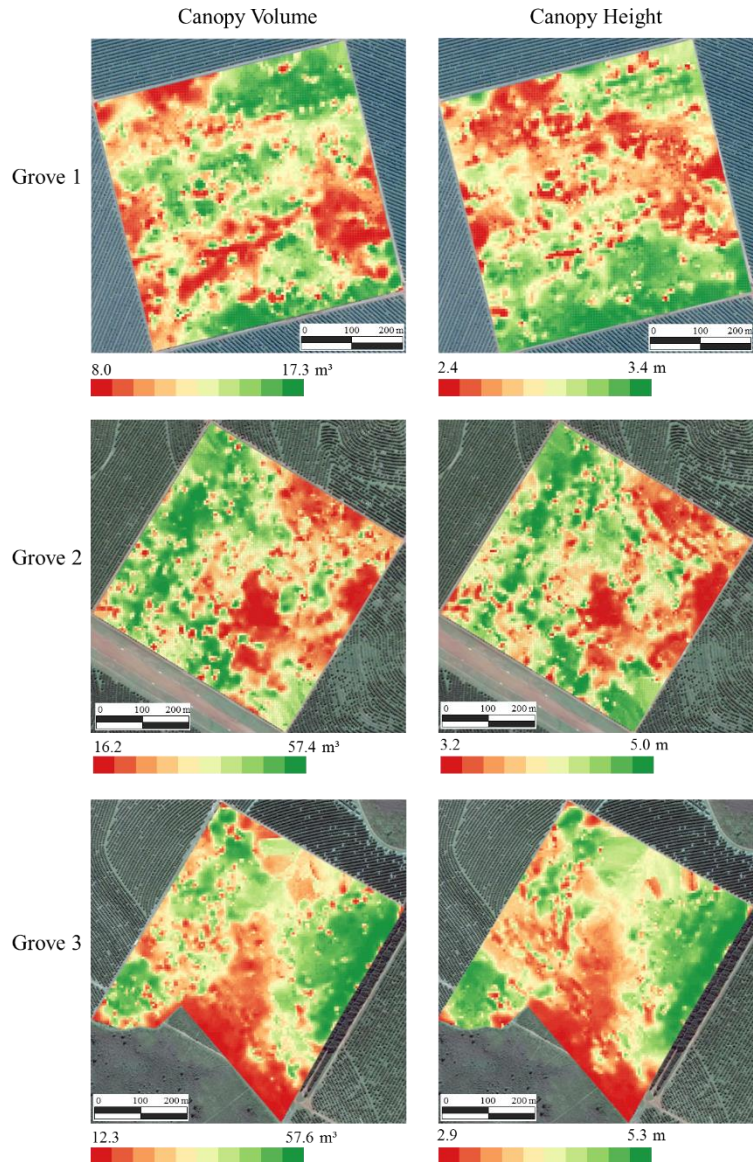 Canopy Volume Canopy Height
Grove 1
0 100 200 m 0 100 200 m
8.0 17.3 m³ 2.4 3.4 m
Grove 2
0 100 200 m 0 100 200 m
16.2 57.4 m³ 3.2 5.0 m
Grove 3
0 100 200 m 0 100 200 m
12.3 57.6 m³ 2.9 5.3 m